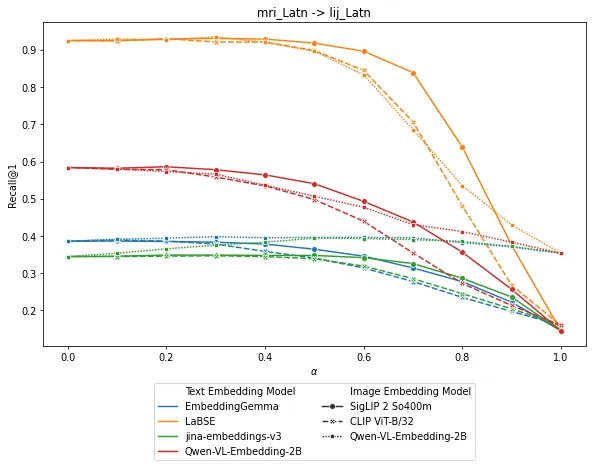 mri_Latn -> lij_Latn
0.9
0.8
0.7
0.6
0.5
0.4
0.3
0.2
Recall@1
0.0 0.2 0.4 0.6 0.8 1.0
α
Text Embedding Model Image Embedding Model
EmbeddingGemma SigLIP 2 So400m
LaBSE CLIP ViT-B/32
jina-embeddings-v3 Qwen-VL-Embedding-2B
Qwen-VL-Embedding-2B